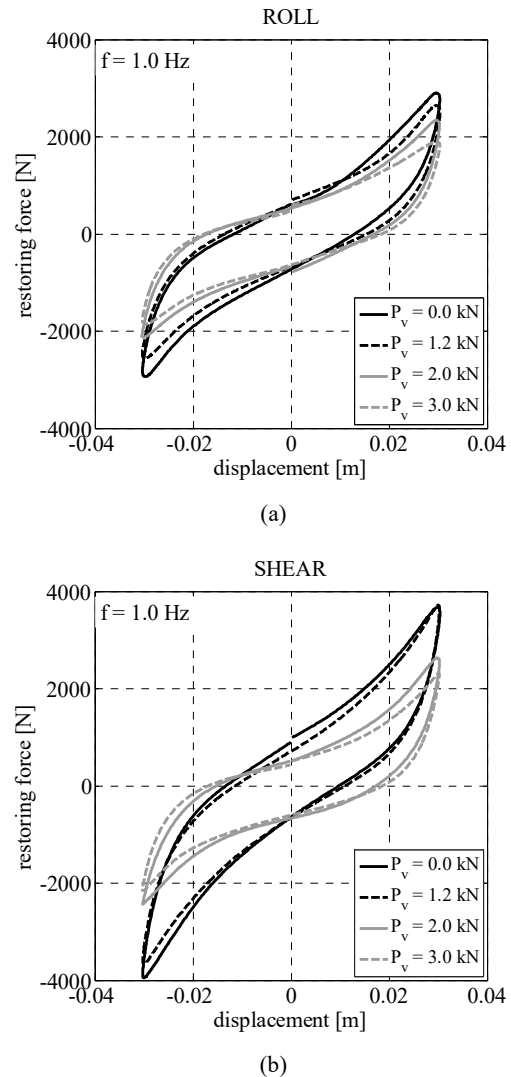 ROLL
f = 1.0 Hz
4000
2000
0
-2000
-4000
restoring force [N]
P_v = 0.0 kN
P_v = 1.2 kN
P_v = 2.0 kN
P_v = 3.0 kN
-0.04 -0.02 0 0.02 0.04
displacement [m]
(a)
SHEAR
f = 1.0 Hz
4000
2000
0
-2000
-4000
restoring force [N]
P_v = 0.0 kN
P_v = 1.2 kN
P_v = 2.0 kN
P_v = 3.0 kN
-0.04 -0.02 0 0.02 0.04
displacement [m]
(b)